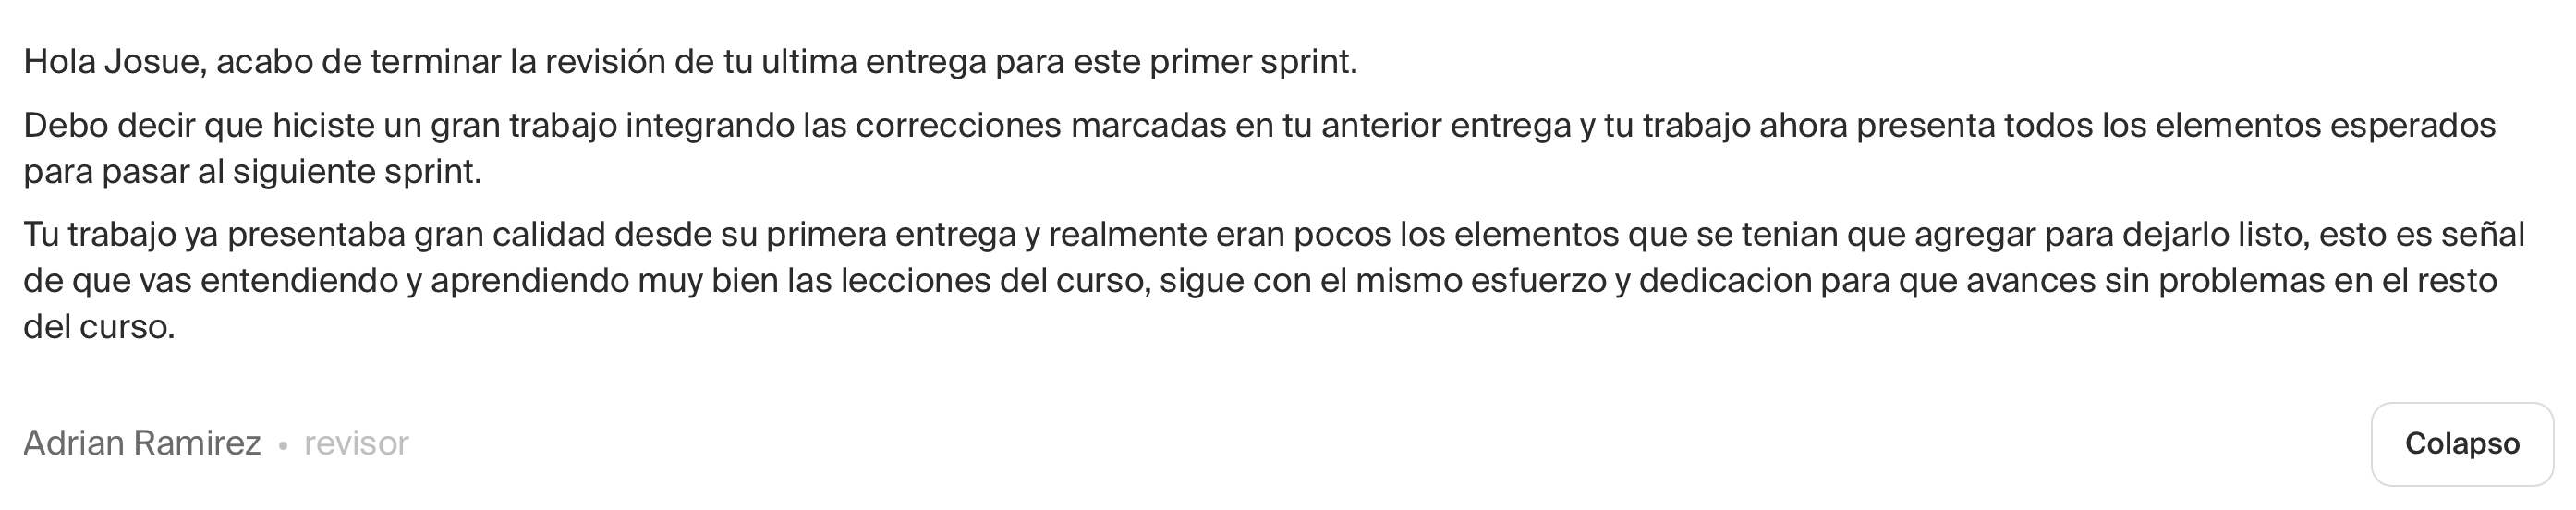 Hola Josue, acabo de terminar la revisión de tu ultima entrega para este primer sprint.
Debo decir que hiciste un gran trabajo integrando las correcciones marcadas en tu anterior entrega y tu trabajo ahora presenta todos los elementos esperados
para pasar al siguiente sprint.
Tu trabajo ya presentaba gran calidad desde su primera entrega y realmente eran pocos los elementos que se tenian que agregar para dejarlo listo, esto es señal
de que vas entendiendo y aprendiendo muy bien las lecciones del curso, sigue con el mismo esfuerzo y dedicacion para que avances sin problemas en el resto
del curso.
Adrian Ramirez • revisor
Colapso